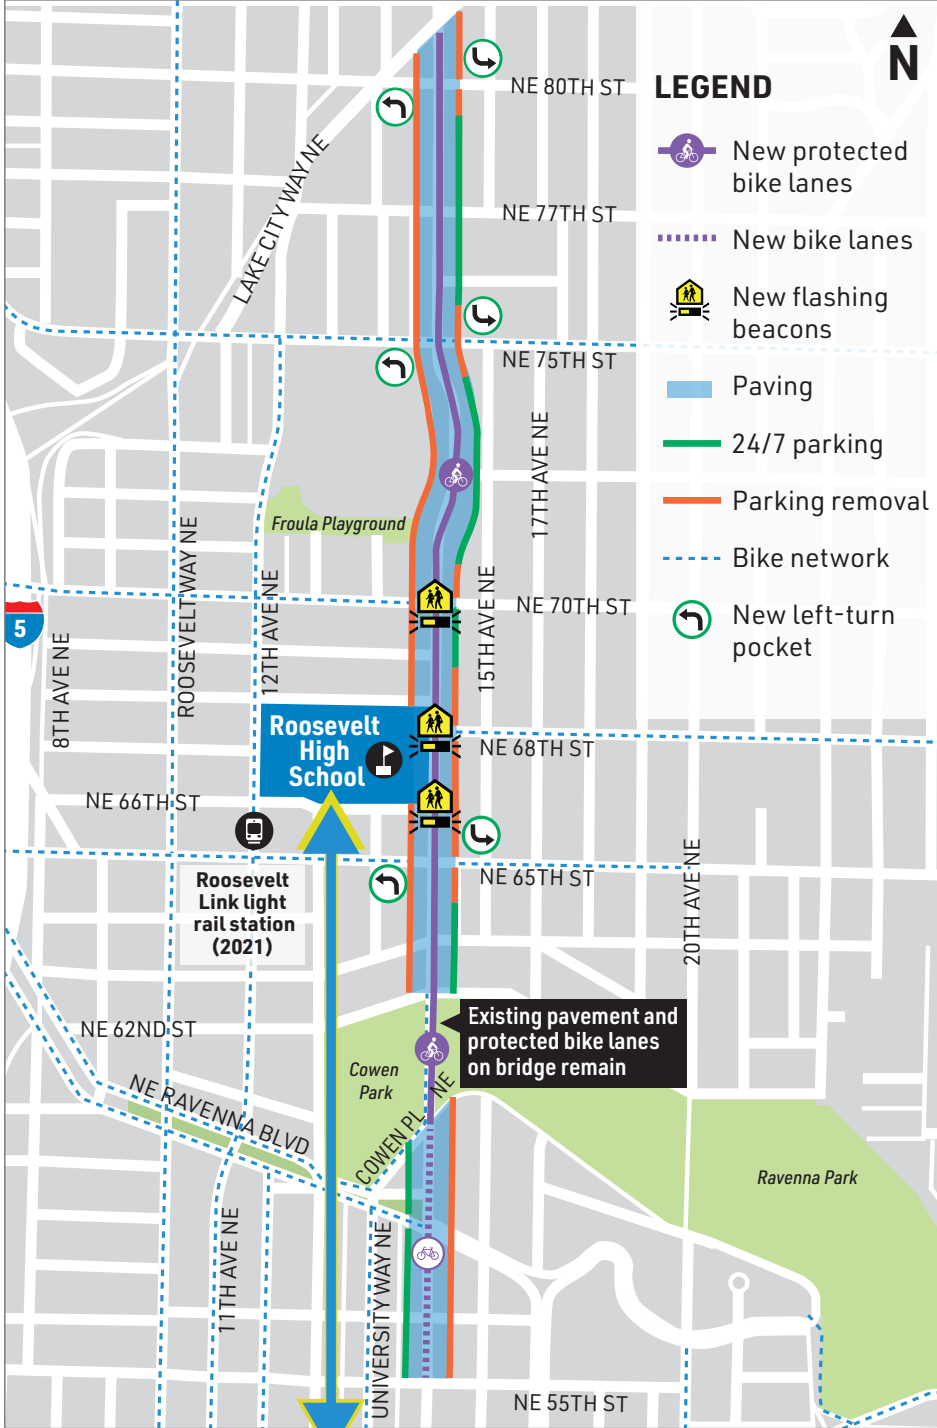 N
LEGEND
New protected
bike lanes
New bike lanes
New flashing
beacons
Paving
24/7 parking
Parking removal
Bike network
New left-turn
pocket
NE 80TH ST
LAKE CITY WAY NE
NE 77TH ST
NE 75TH ST
17TH AVE NE
Froula Playground
ROOSEVELT WAY NE
12TH AVE NE
15TH AVE NE
NE 70TH ST
5
8TH AVE NE
Roosevelt
High
School
NE 68TH ST
NE 66TH ST
NE 65TH ST
20TH AVE NE
Roosevelt
Link light
rail station
(2021)
Existing pavement and
protected bike lanes
on bridge remain
NE 62ND ST
Cowen
Park
NE RAVENNA BLVD
COWEN PL NE
Ravenna Park
11TH AVE NE
UNIVERSITY WAY NE
NE 55TH ST